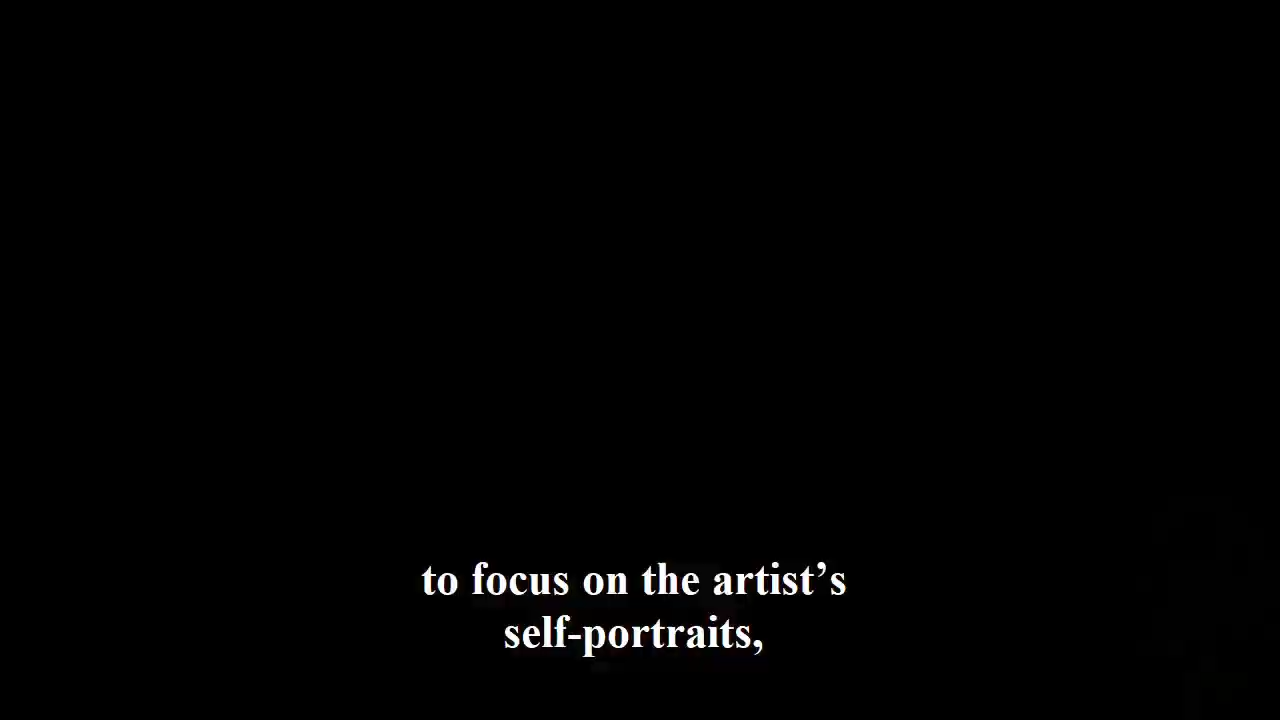 to focus on the artist’s
self-portraits,